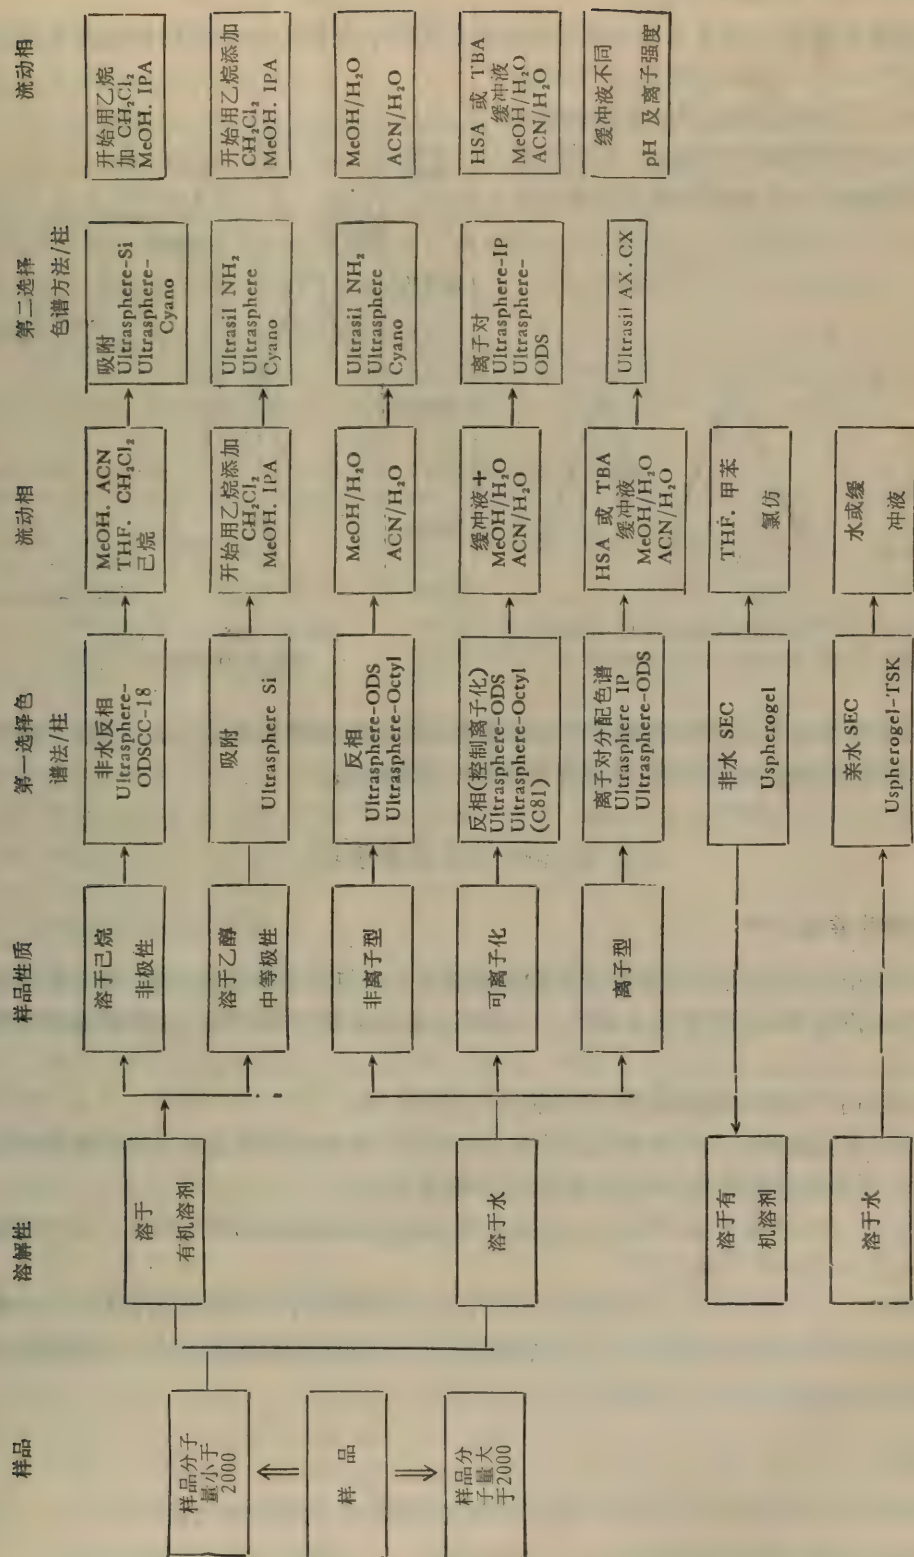 样品
溶解性
样品性质
第一选择色
谱法/柱
流动相
第二选择
色谱方法/柱
流动相
样品分子
量小于
2000
样 品
样品分
子量大
于2000
溶于
有机溶剂
溶于水
溶于己烷
非极性
非水反相
Ultrasphere-
ODSCC-18
MeOH. ACN
THF. CH₂Cl₂
己烷
吸附
Ultrasphere-Si
Ultrasphere-
Cyano
开始用乙烷
加 CH₂Cl₂
MeOH. IPA
溶于乙醇
中等极性
吸附
Ultrasphere Si
开始用乙烷添加
CH₂Cl₂
MeOH. IPA
Ultrasil NH₂
Ultrasphere
Cyano
开始用乙烷添加
CH₂Cl₂
MeOH. IPA
非离子型
反相
Ultrasphere-ODS
Ultrasphere-Octyl
MeOH/H₂O
ACN/H₂O
Ultrasil NH₂
Ultrasphere
Cyano
MeOH/H₂O
ACN/H₂O
可离子化
反相(控制离子化)
Ultrasphere-ODS
Ultrasphere-Octyl
(C81)
缓冲液+
MeOH/H₂O
ACN/H₂O
离子对
Ultrasphere-IP
Ultrasphere-
ODS
HSA 或 TBA
缓冲液
MeOH/H₂O
ACN/H₂O
离子型
离子对分配色谱
Ultrasphere IP
Ultrasphere-ODS
HSA 或 TBA
缓冲液
MeOH/H₂O
ACN/H₂O
Ultrasil AX.CX
缓冲液不同
pH 及离子强度
溶于有
机溶剂
非水 SEC
Uspherogel
THF. 甲苯
氯仿
溶于水
亲水 SEC
Uspherogel-TSK
水或缓
冲液